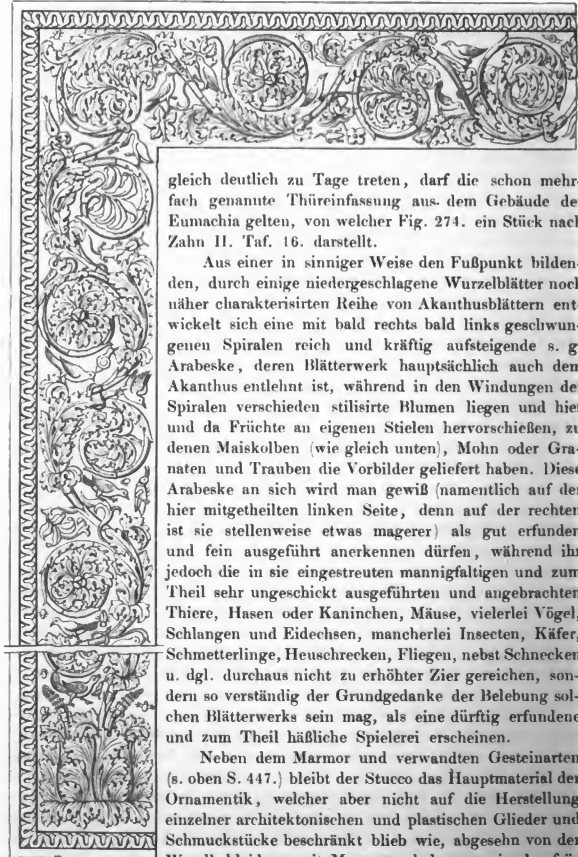 gleich deutlich zu Tage treten, darf die schon mehr-
fach genannte Thüreinfassung aus dem Gebäude de
Eumachia gelten, von welcher Fig. 274. ein Stück nach
Zahn II. Taf. 16. darstellt.
Aus einer in sinniger Weise den Fußpunkt bilden-
den, durch einige niedergeschlagene Wurzelblätter noch
näher charakterisirten Reihe von Akanthusblättern ent
wickelt sich eine mit bald rechts bald links geschwun
genen Spiralen reich und kräftig aufsteigende s. g.
Arabeske, deren Blätterwerk hauptsächlich auch dem
Akanthus entlehnt ist, während in den Windungen de
Spiralen verschieden stilisirte Blumen liegen und hie
und da Früchte an eigenen Stielen hervorschießen, zu
denen Maiskolben (wie gleich unten), Mohn oder Gra
naten und Trauben die Vorbilder geliefert haben. Diese
Arabeske an sich wird man gewiß (namentlich auf der
hier mitgetheilten linken Seite, denn auf der rechten
ist sie stellenweise etwas magerer) als gut erfunden
und fein ausgeführt anerkennen dürfen, während ihr
jedoch die in sie eingestreuten mannigfaltigen und zum
Theil sehr ungeschickt ausgeführten und angebrachten
Thiere, Hasen oder Kaninchen, Mäuse, vielerlei Vögel,
Schlangen und Eidechsen, mancherlei Insecten, Käfer,
Schmetterlinge, Heuschrecken, Fliegen, nebst Schnecken
u. dgl. durchaus nicht zu erhöhter Zier gereichen, son-
dern so verständig der Grundgedanke der Belebung sol-
chen Blätterwerks sein mag, als eine dürftig erfundene
und zum Theil häßliche Spielerei erscheinen.
Neben dem Marmor und verwandten Gesteinarten
(s. oben S. 447.) bleibt der Stucco das Hauptmaterial der
Ornamentik, welcher aber nicht auf die Herstellung
einzelner architektonischen und plastischen Glieder und
Schmuckstücke beschränkt blieb wie, abgesehn von der